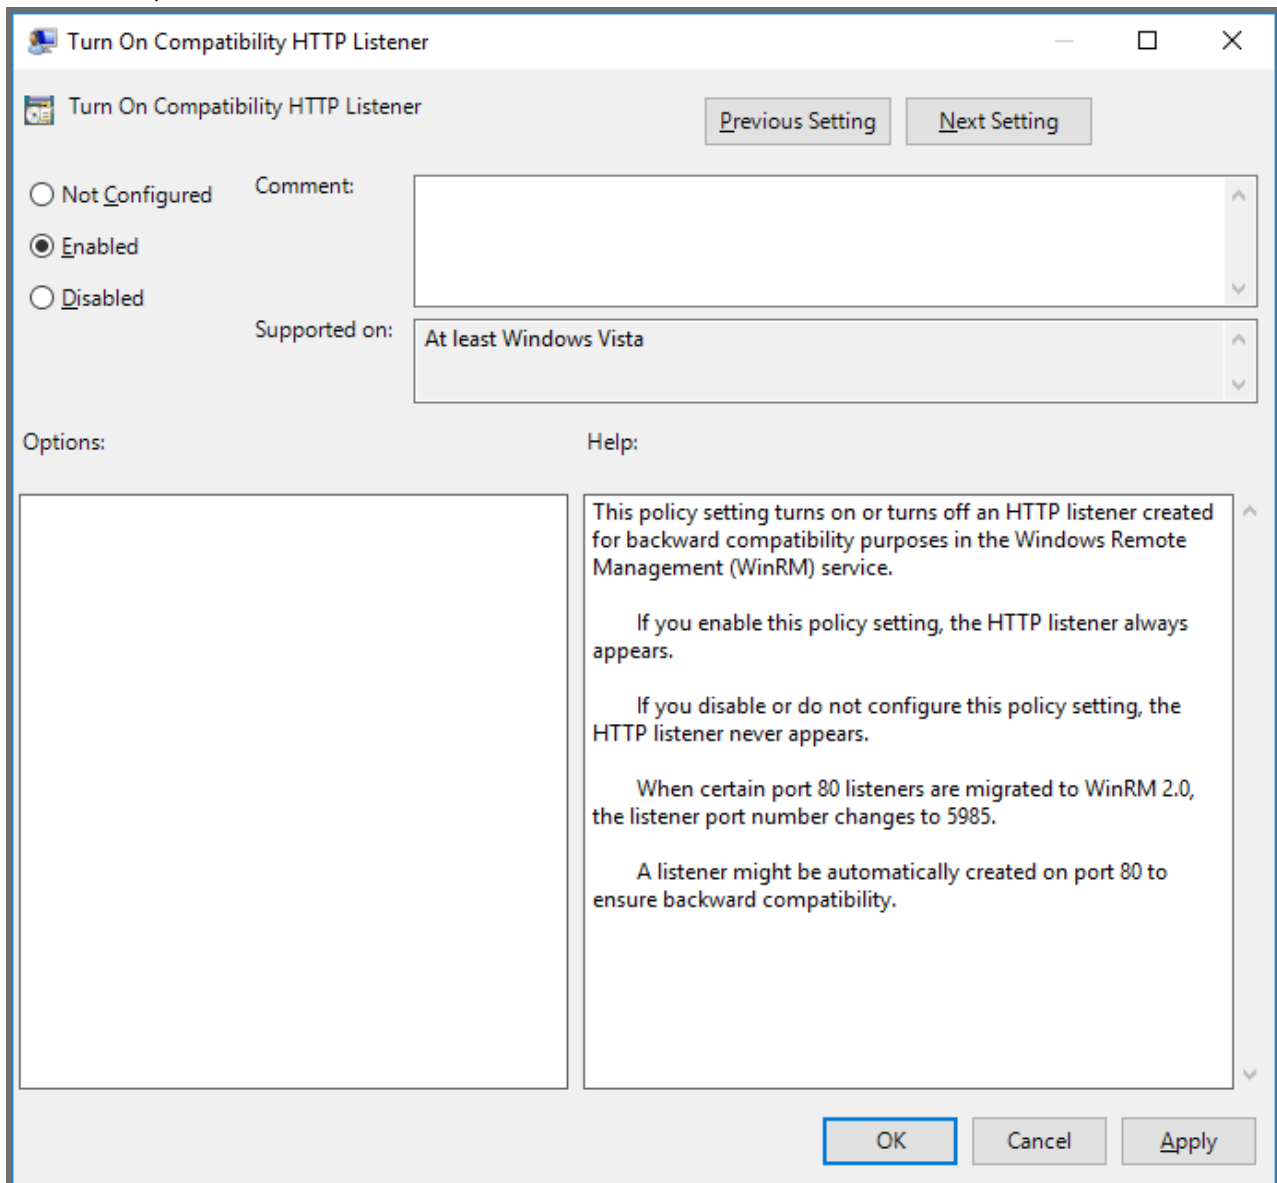 Turn On Compatibility HTTP Listener
Turn On Compatibility HTTP Listener
Previous Setting
Next Setting
Not Configured
Comment:
Enabled
Disabled
Supported on:
At least Windows Vista
Options:
Help:
This policy setting turns on or turns off an HTTP listener created
for backward compatibility purposes in the Windows Remote
Management (WinRM) service.
If you enable this policy setting, the HTTP listener always
appears.
If you disable or do not configure this policy setting, the
HTTP listener never appears.
When certain port 80 listeners are migrated to WinRM 2.0,
the listener port number changes to 5985.
A listener might be automatically created on port 80 to
ensure backward compatibility.
OK
Cancel
Apply